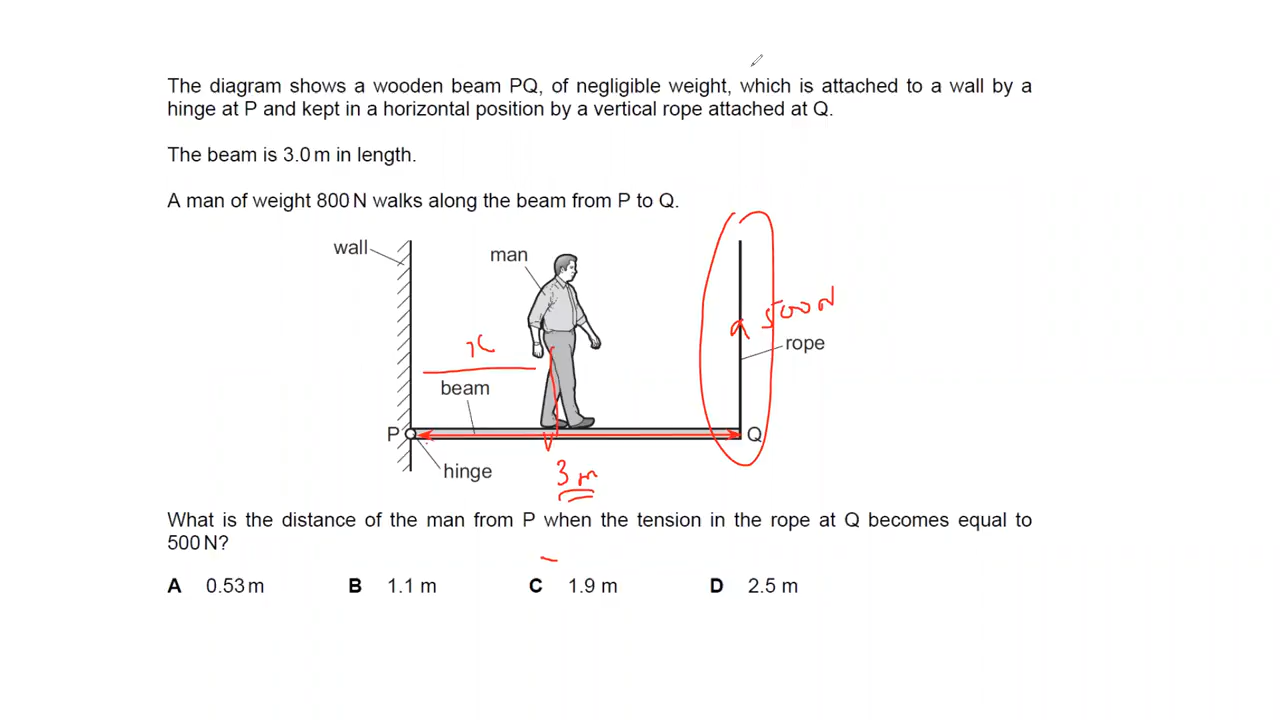 The diagram shows a wooden beam PQ, of negligible weight, which is attached to a wall by a
hinge at P and kept in a horizontal position by a vertical rope attached at Q.
The beam is 3.0 m in length.
A man of weight 800 N walks along the beam from P to Q.
wall
man
500N
rope
x
beam
P
Q
hinge
3m
What is the distance of the man from P when the tension in the rope at Q becomes equal to
500 N?
A 0.53 m B 1.1 m C 1.9 m D 2.5 m